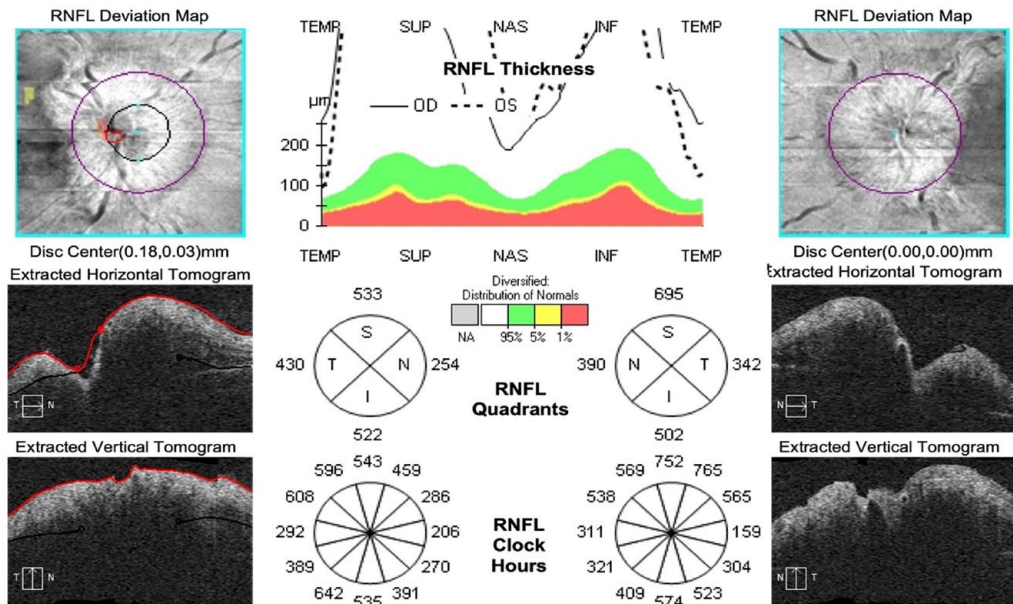 RNFL Deviation Map
TEMP SUP NAS INF TEMP
RNFL Deviation Map
RNFL Thickness
µm
OD OS
200
100
0
Disc Center(0.18,0.03)mm
TEMP SUP NAS INF TEMP
Disc Center(0.00,0.00)mm
Extracted Horizontal Tomogram
Extracted Horizontal Tomogram
Diversified:
Distribution of Normals
NA 95% 5% 1%
533
S
430 T N 254
I
522
RNFL
Quadrants
695
S
390 N T 342
I
502
T N
N T
Extracted Vertical Tomogram
Extracted Vertical Tomogram
543
596 459
608 286
292 206
389 270
642 391
535
RNFL
Clock
Hours
752
569 765
538 565
311 159
321 304
409 523
574
T N
N T